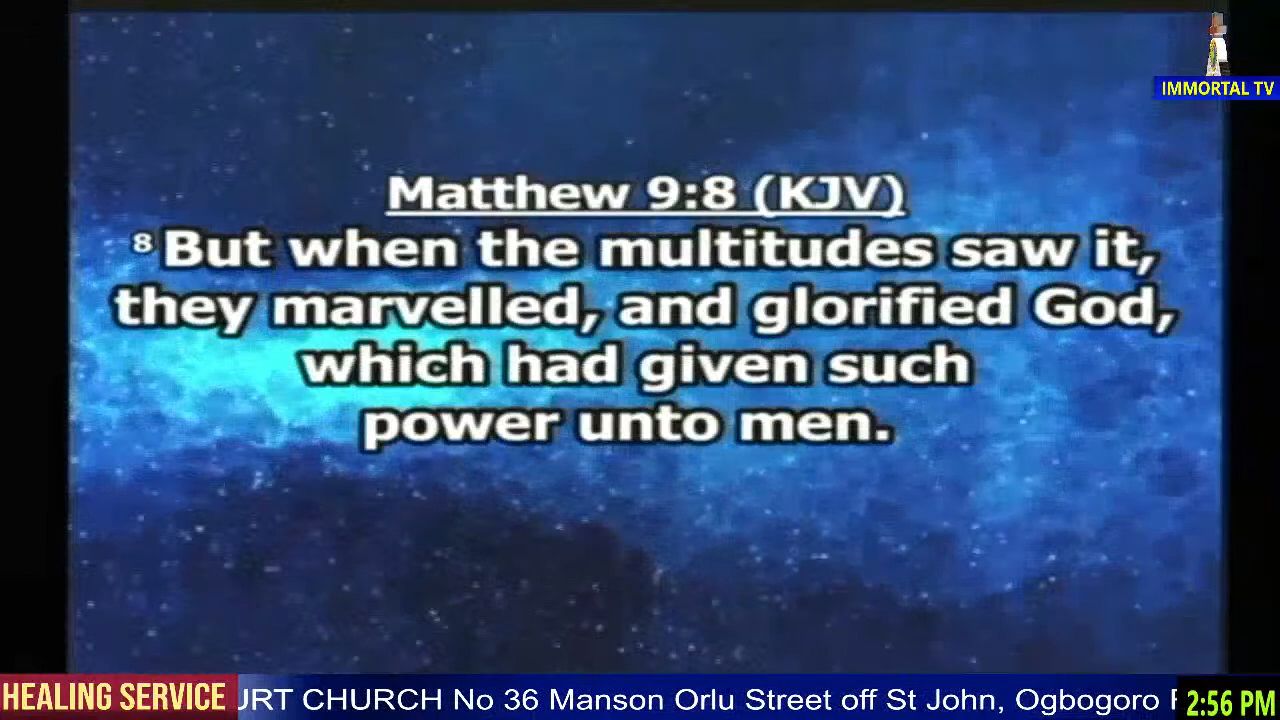 IMMORTAL TV
Matthew 9:8 (KJV)
8 But when the multitudes saw it,
they marvelled, and glorified God,
which had given such
power unto men.
HEALING SERVICE
CHURCH No 36 Manson Orlu Street off St John, Ogbogoro
2:56 PM